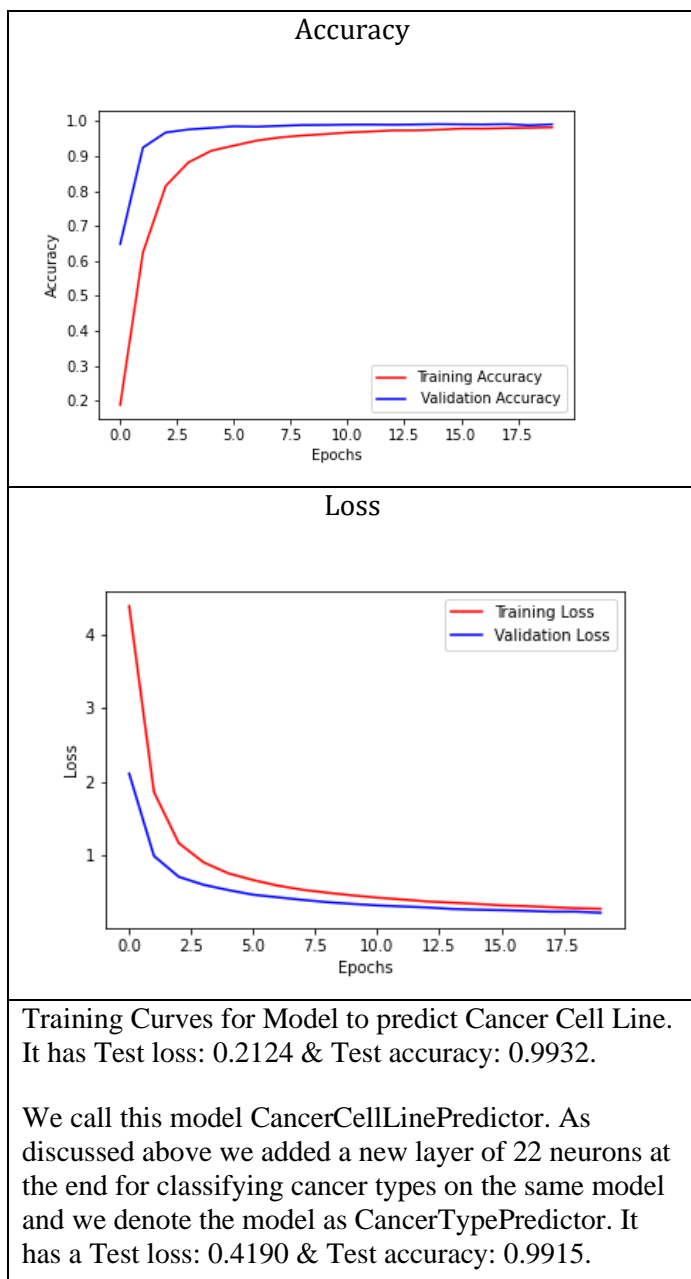 Accuracy
1.0
0.9
0.8
0.7
0.6
0.5
0.4
0.3
0.2
Accuracy
Training Accuracy
Validation Accuracy
0.0 2.5 5.0 7.5 10.0 12.5 15.0 17.5
Epochs
Loss
4
3
2
1
Loss
Training Loss
Validation Loss
0.0 2.5 5.0 7.5 10.0 12.5 15.0 17.5
Epochs
Training Curves for Model to predict Cancer Cell Line.
It has Test loss: 0.2124 & Test accuracy: 0.9932.
We call this model CancerCellLinePredictor. As
discussed above we added a new layer of 22 neurons at
the end for classifying cancer types on the same model
and we denote the model as CancerTypePredictor. It
has a Test loss: 0.4190 & Test accuracy: 0.9915.